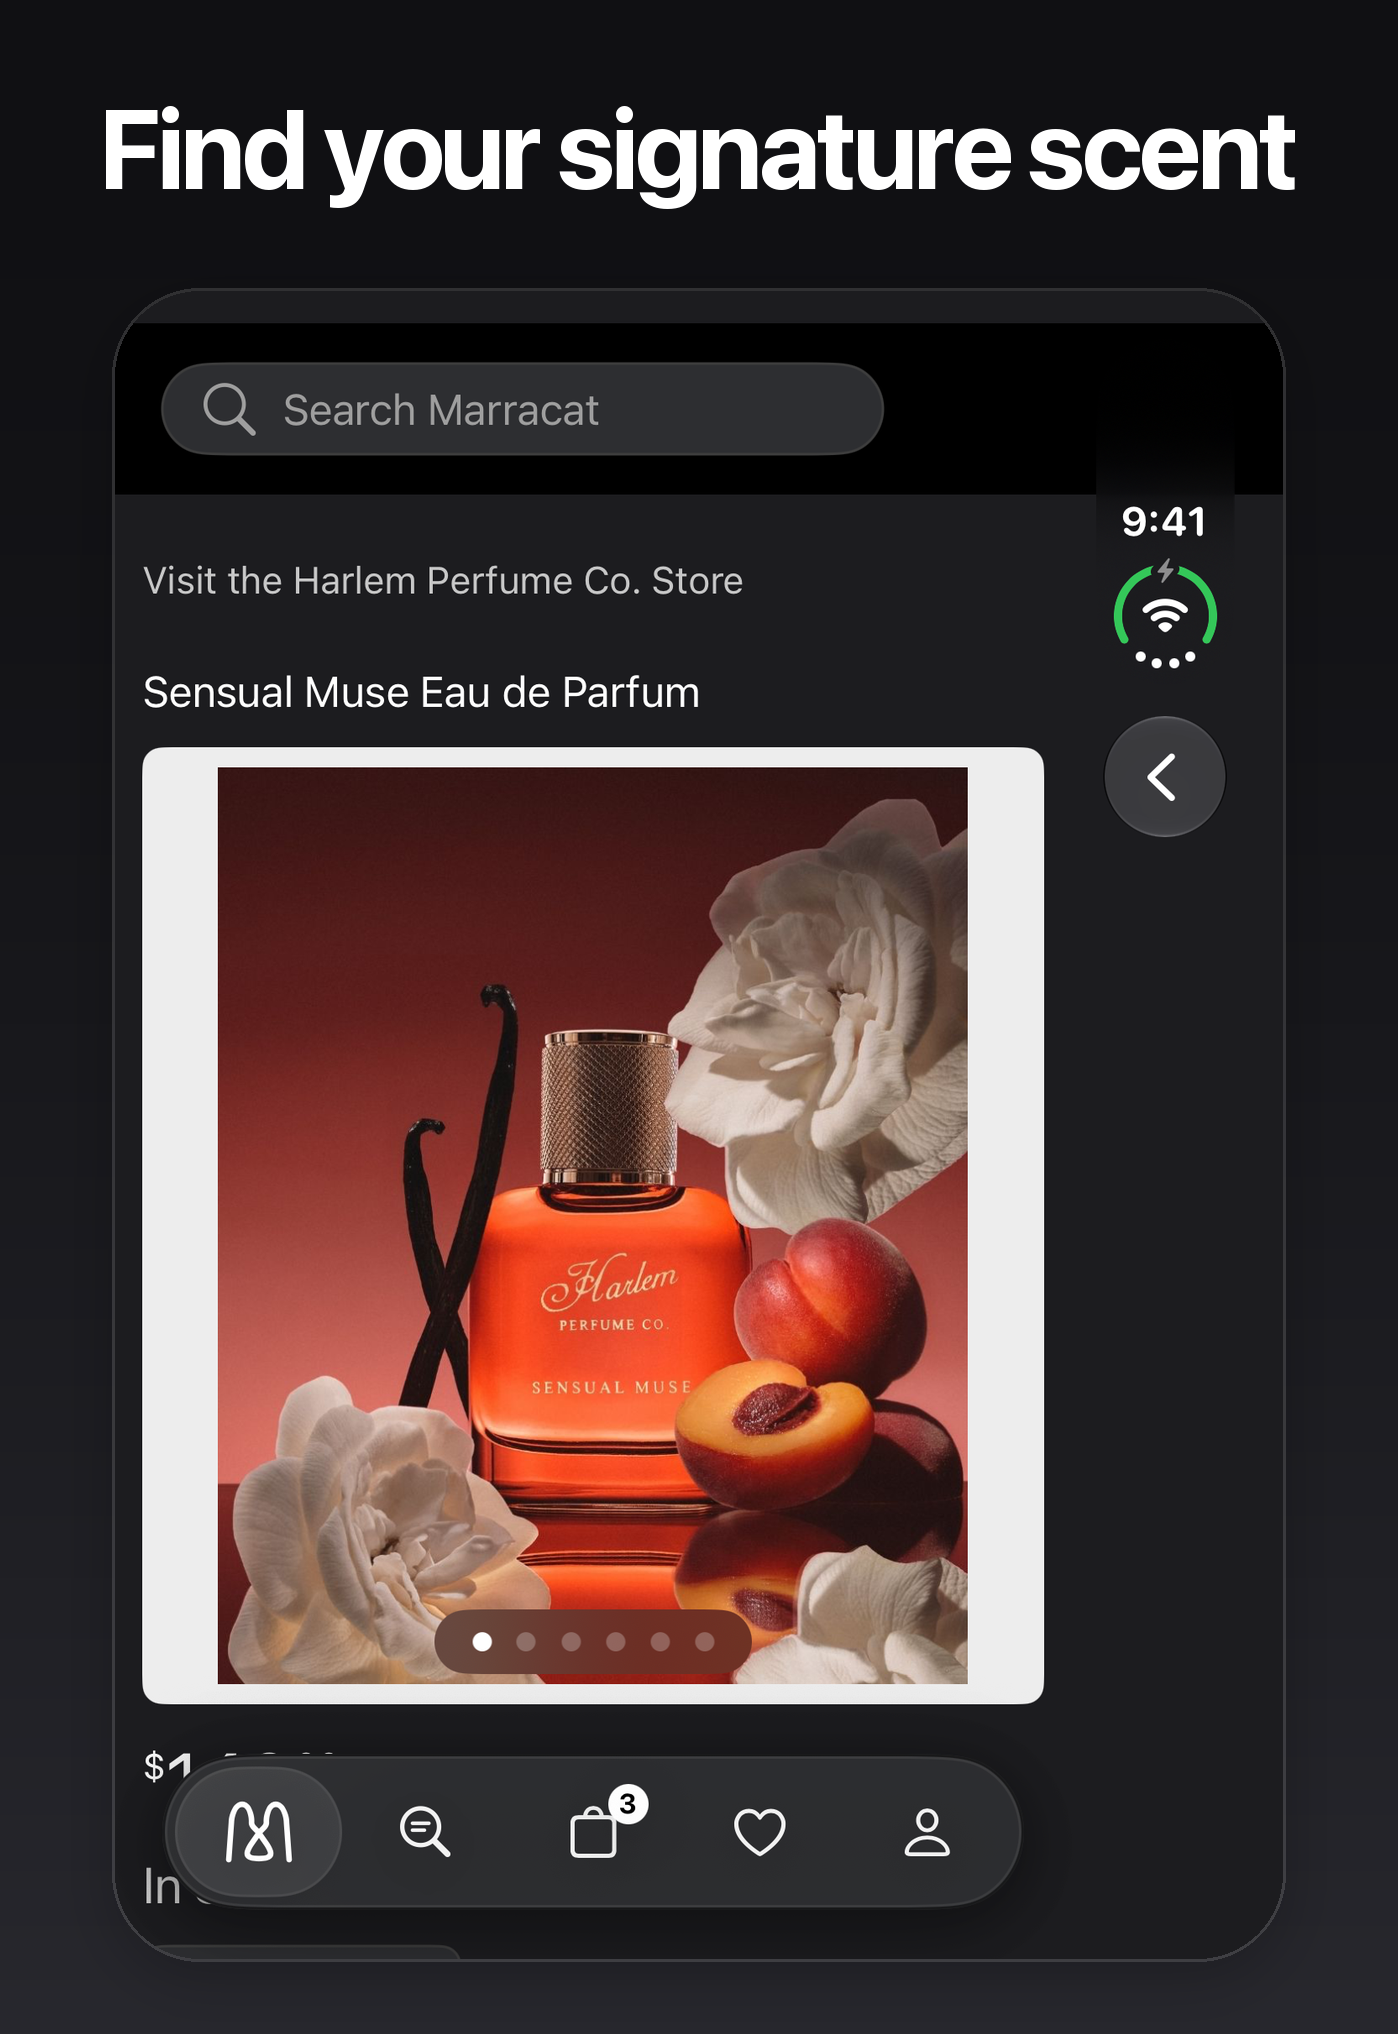 Find your signature scent
Search Marracat
9:41
Visit the Harlem Perfume Co. Store
Sensual Muse Eau de Parfum
Harlem
PERFUME CO.
SENSUAL MUSE
3
In